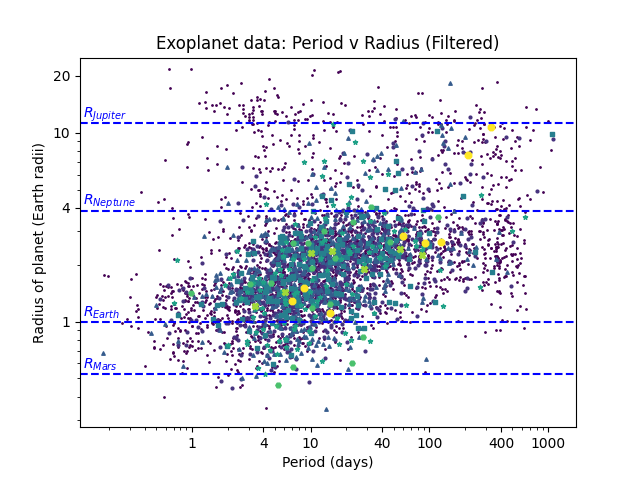 Exoplanet data: Period v Radius (Filtered)
20
R_Jupiter
10
R_Neptune
4
R_Earth
1
R_Mars
Radius of planet (Earth radii)
1 4 10 40 100 400 1000
Period (days)